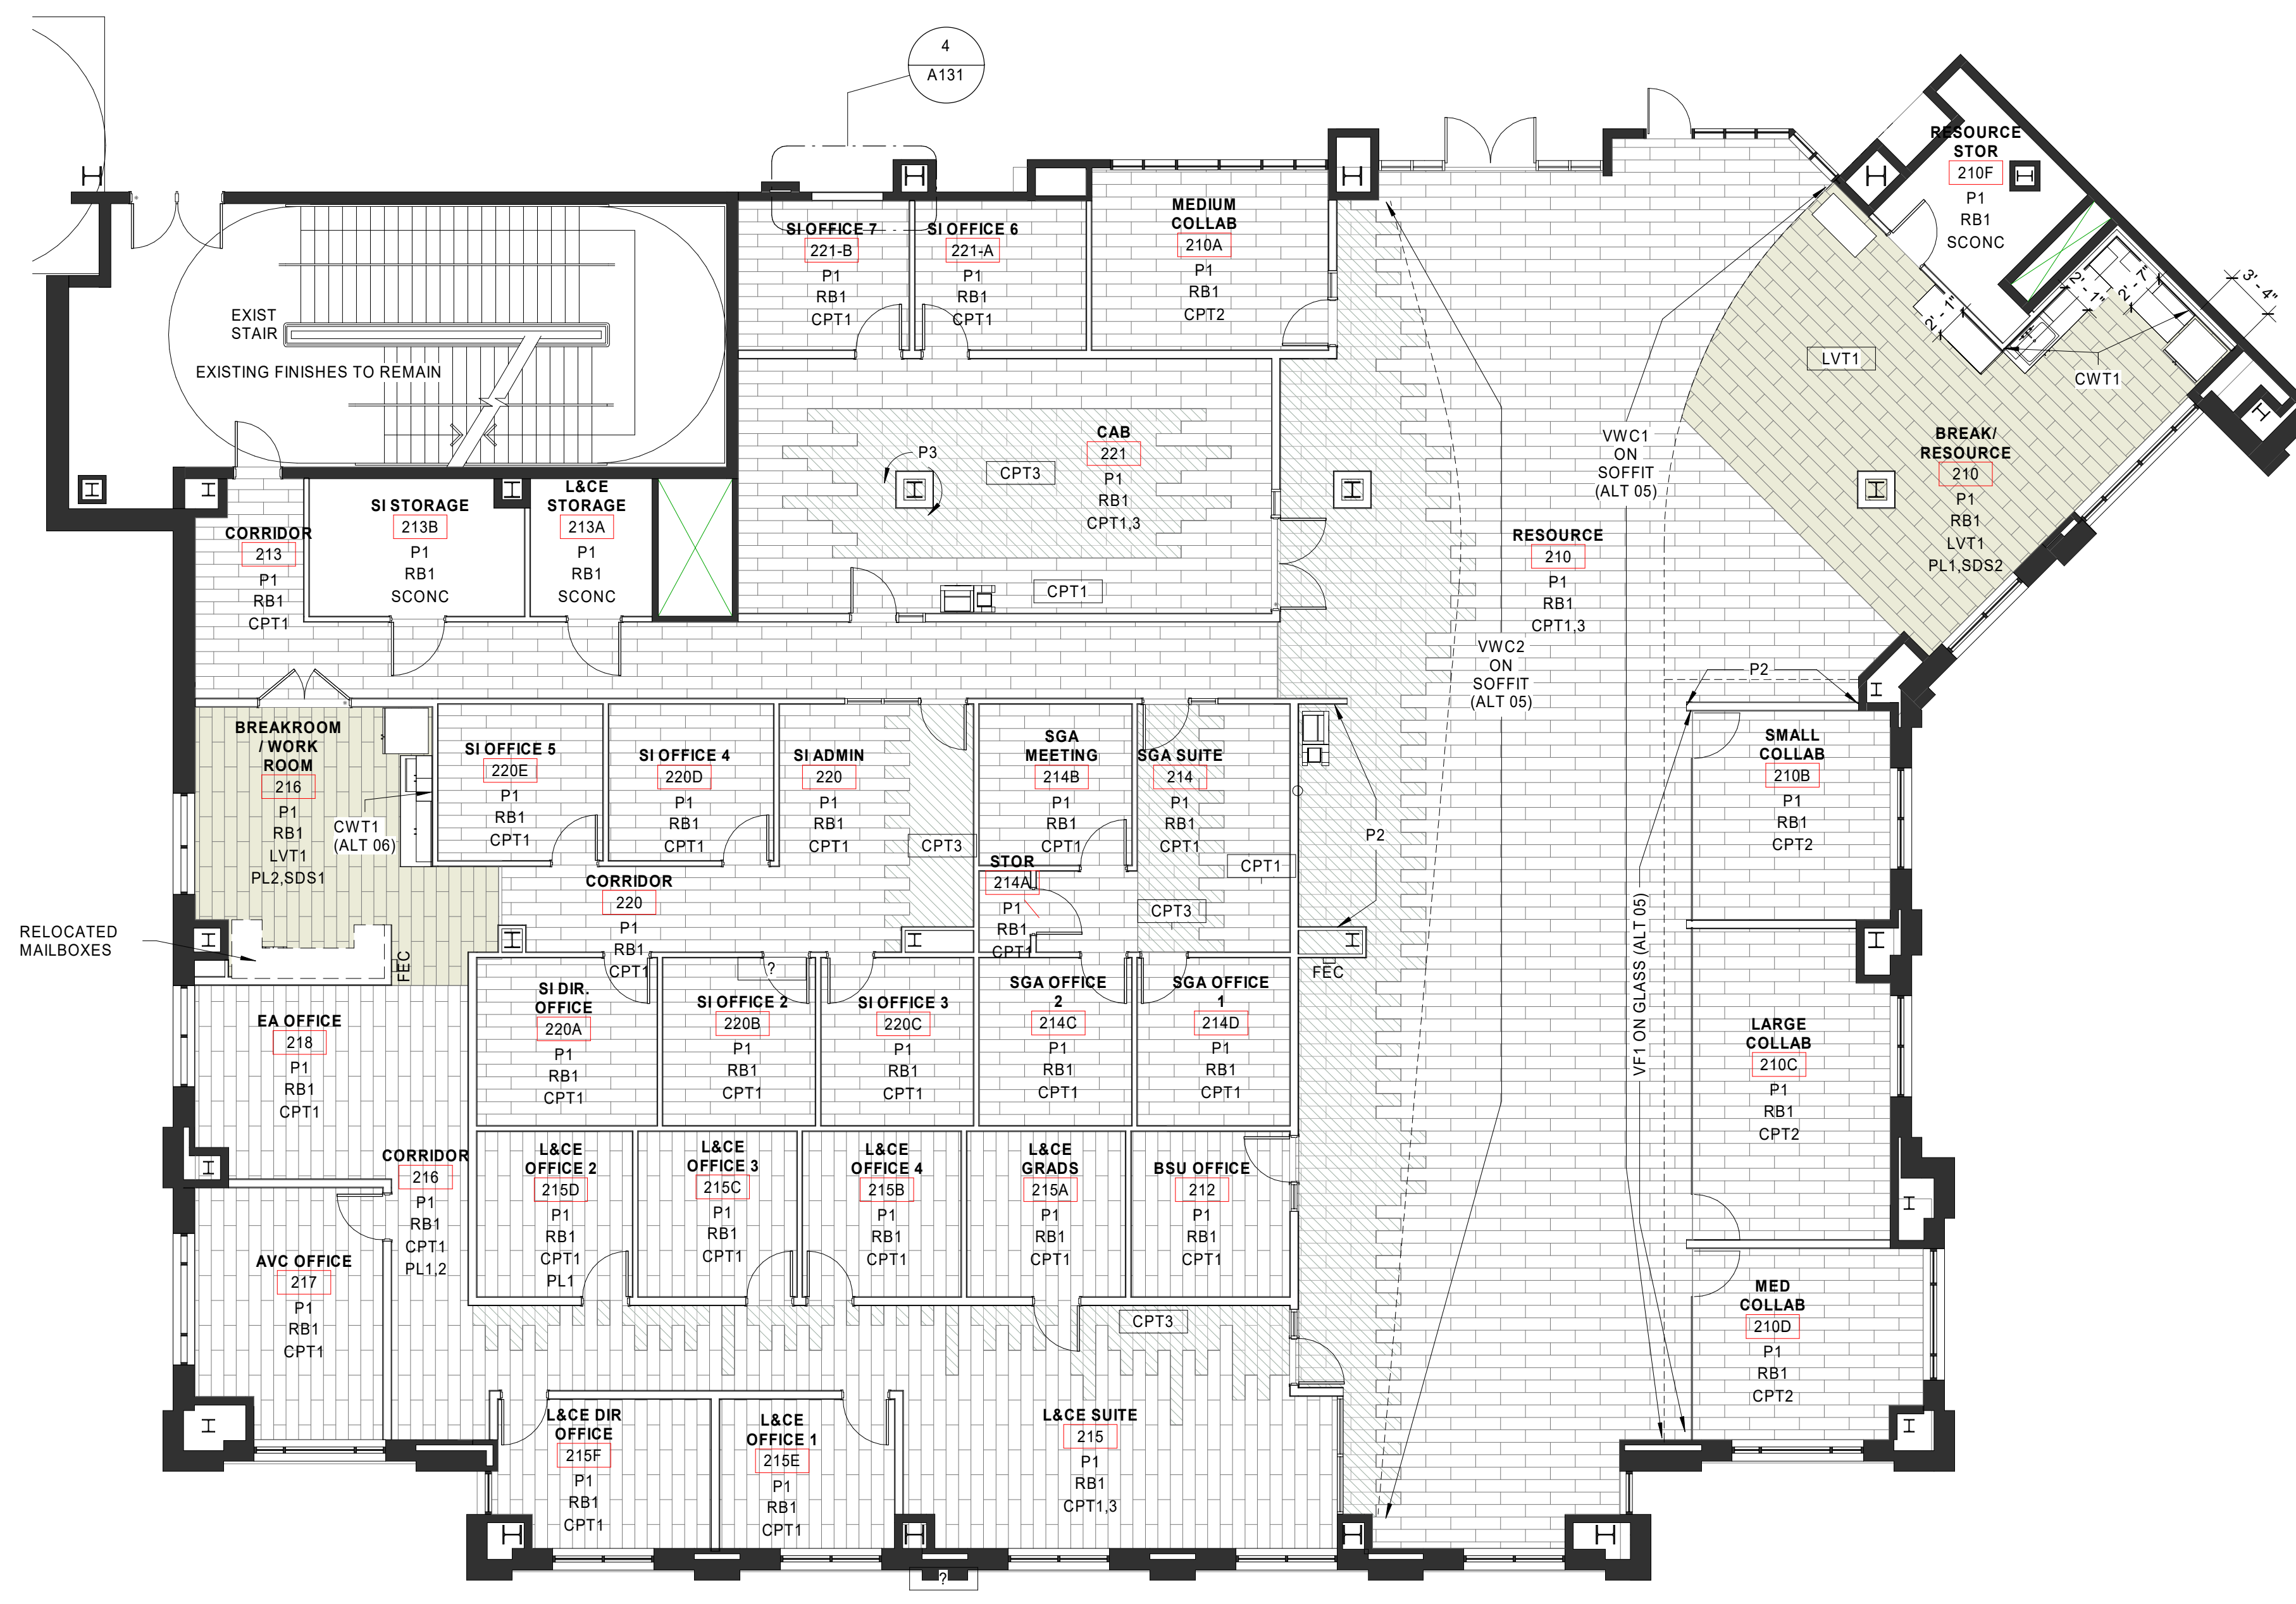 4
A131
RESOURCE
STOR
210F
P1
RB1
SCONC
MEDIUM
COLLAB
210A
P1
RB1
CPT2
SI OFFICE 7
221-B
P1
RB1
CPT1
SI OFFICE 6
221-A
P1
RB1
CPT1
EXIST
STAIR
EXISTING FINISHES TO REMAIN
3' - 4"
2' - 7"
2' - 1"
2' - 1"
LVT1
CWT1
CAB
221
P1
RB1
CPT1,3
P3
CPT3
CPT1
VWC1
ON
SOFFIT
(ALT 05)
BREAK/
RESOURCE
210
P1
RB1
LVT1
PL1,SDS2
CORRIDOR
213
P1
RB1
CPT1
SI STORAGE
213B
P1
RB1
SCONC
L&CE
STORAGE
213A
P1
RB1
SCONC
RESOURCE
210
P1
RB1
CPT1,3
VWC2
ON
SOFFIT
(ALT 05)
P2
BREAKROOM
/ WORK
ROOM
216
P1
RB1
LVT1
PL2,SDS1
CWT1
(ALT 06)
SI OFFICE 5
220E
P1
RB1
CPT1
SI OFFICE 4
220D
P1
RB1
CPT1
SI ADMIN
220
P1
RB1
CPT1
CPT3
SGA
MEETING
214B
P1
RB1
CPT1
SGA SUITE
214
P1
RB1
CPT1
CPT1
CPT3
P2
SMALL
COLLAB
210B
P1
RB1
CPT2
STOR
214A
P1
RB1
CPT1
CORRIDOR
220
P1
RB1
CPT1
RELOCATED
MAILBOXES
FEC
FEC
VF1 ON GLASS (ALT 05)
?
EA OFFICE
218
P1
RB1
CPT1
SI DIR.
OFFICE
220A
P1
RB1
CPT1
SI OFFICE 2
220B
P1
RB1
CPT1
SI OFFICE 3
220C
P1
RB1
CPT1
SGA OFFICE
2
214C
P1
RB1
CPT1
SGA OFFICE
1
214D
P1
RB1
CPT1
LARGE
COLLAB
210C
P1
RB1
CPT2
CORRIDOR
216
P1
RB1
CPT1
PL1,2
L&CE
OFFICE 2
215D
P1
RB1
CPT1
PL1
L&CE
OFFICE 3
215C
P1
RB1
CPT1
L&CE
OFFICE 4
215B
P1
RB1
CPT1
L&CE
GRADS
215A
P1
RB1
CPT1
BSU OFFICE
212
P1
RB1
CPT1
AVC OFFICE
217
P1
RB1
CPT1
MED
COLLAB
210D
P1
RB1
CPT2
CPT3
L&CE DIR
OFFICE
215F
P1
RB1
CPT1
L&CE
OFFICE 1
215E
P1
RB1
CPT1
L&CE SUITE
215
P1
RB1
CPT1,3
?